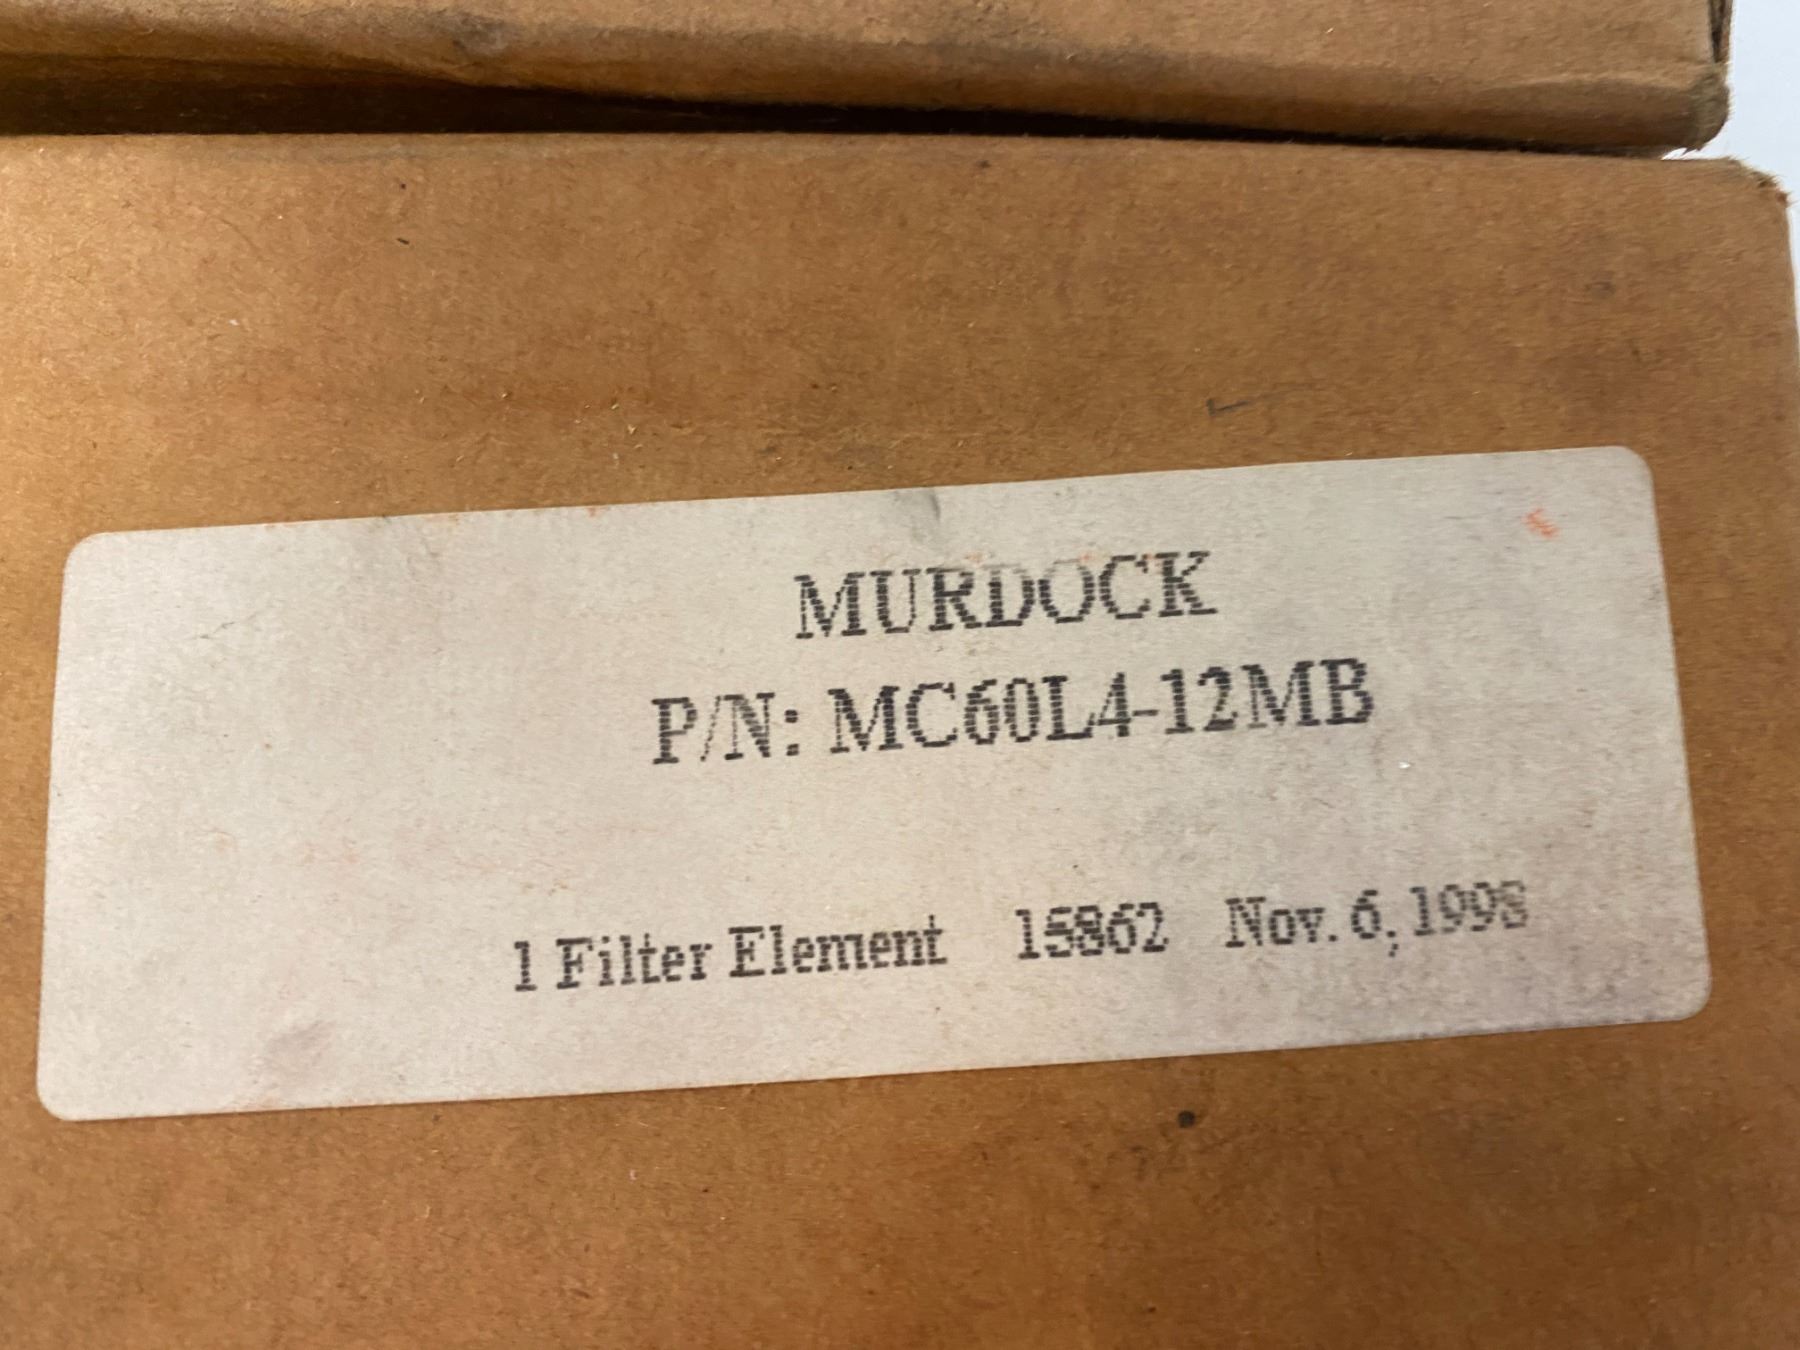 MURDOCK
P/N: MC60L4-12MB
1 Filter Element 15862 Nov. 6, 1998